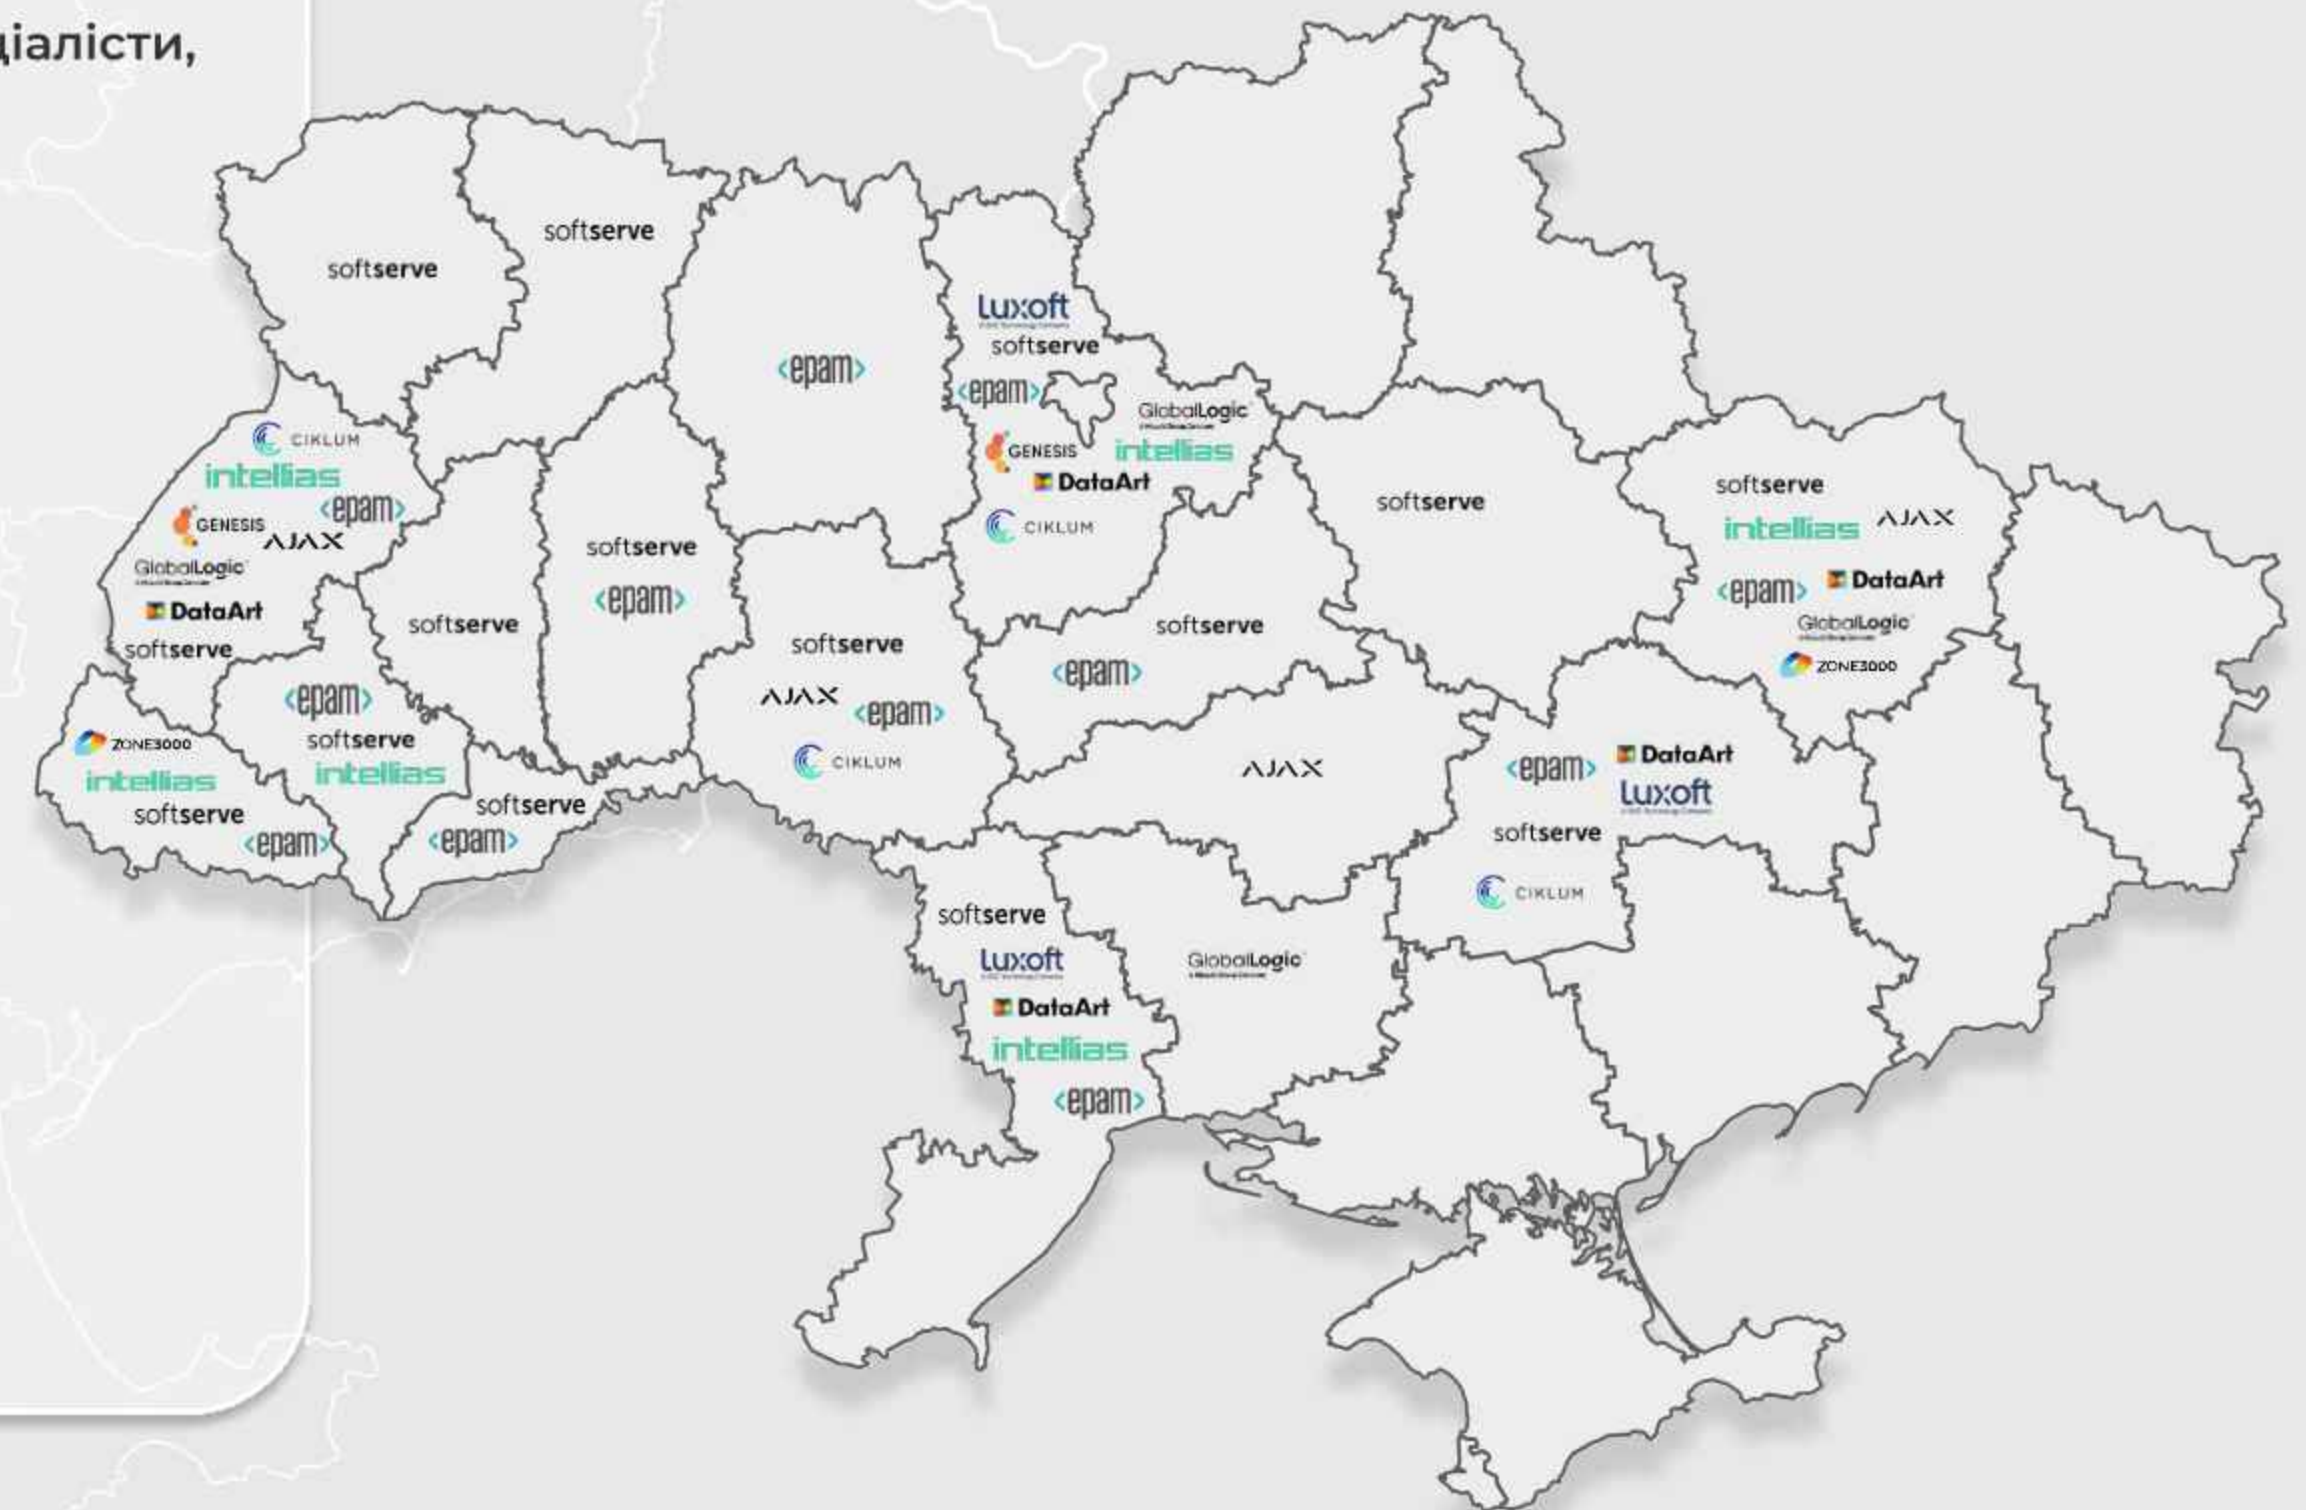 ціалісти,
softserve
softserve
<epam>
Luxoft
softserve
<epam>
GlobalLogic
GENESIS
intellias
DataArt
CIKLUM
CIKLUM
intellias
<epam>
GENESIS
AJAX
GlobalLogic
DataArt
softserve
softserve
softserve
<epam>
softserve
AJAX
<epam>
CIKLUM
softserve
<epam>
softserve
softserve
intellias
AJAX
<epam>
DataArt
GlobalLogic
ZONE3000
ZONE3000
intellias
softserve
<epam>
<epam>
softserve
intellias
softserve
<epam>
AJAX
<epam>
DataArt
Luxoft
softserve
CIKLUM
softserve
Luxoft
DataArt
intellias
<epam>
GlobalLogic